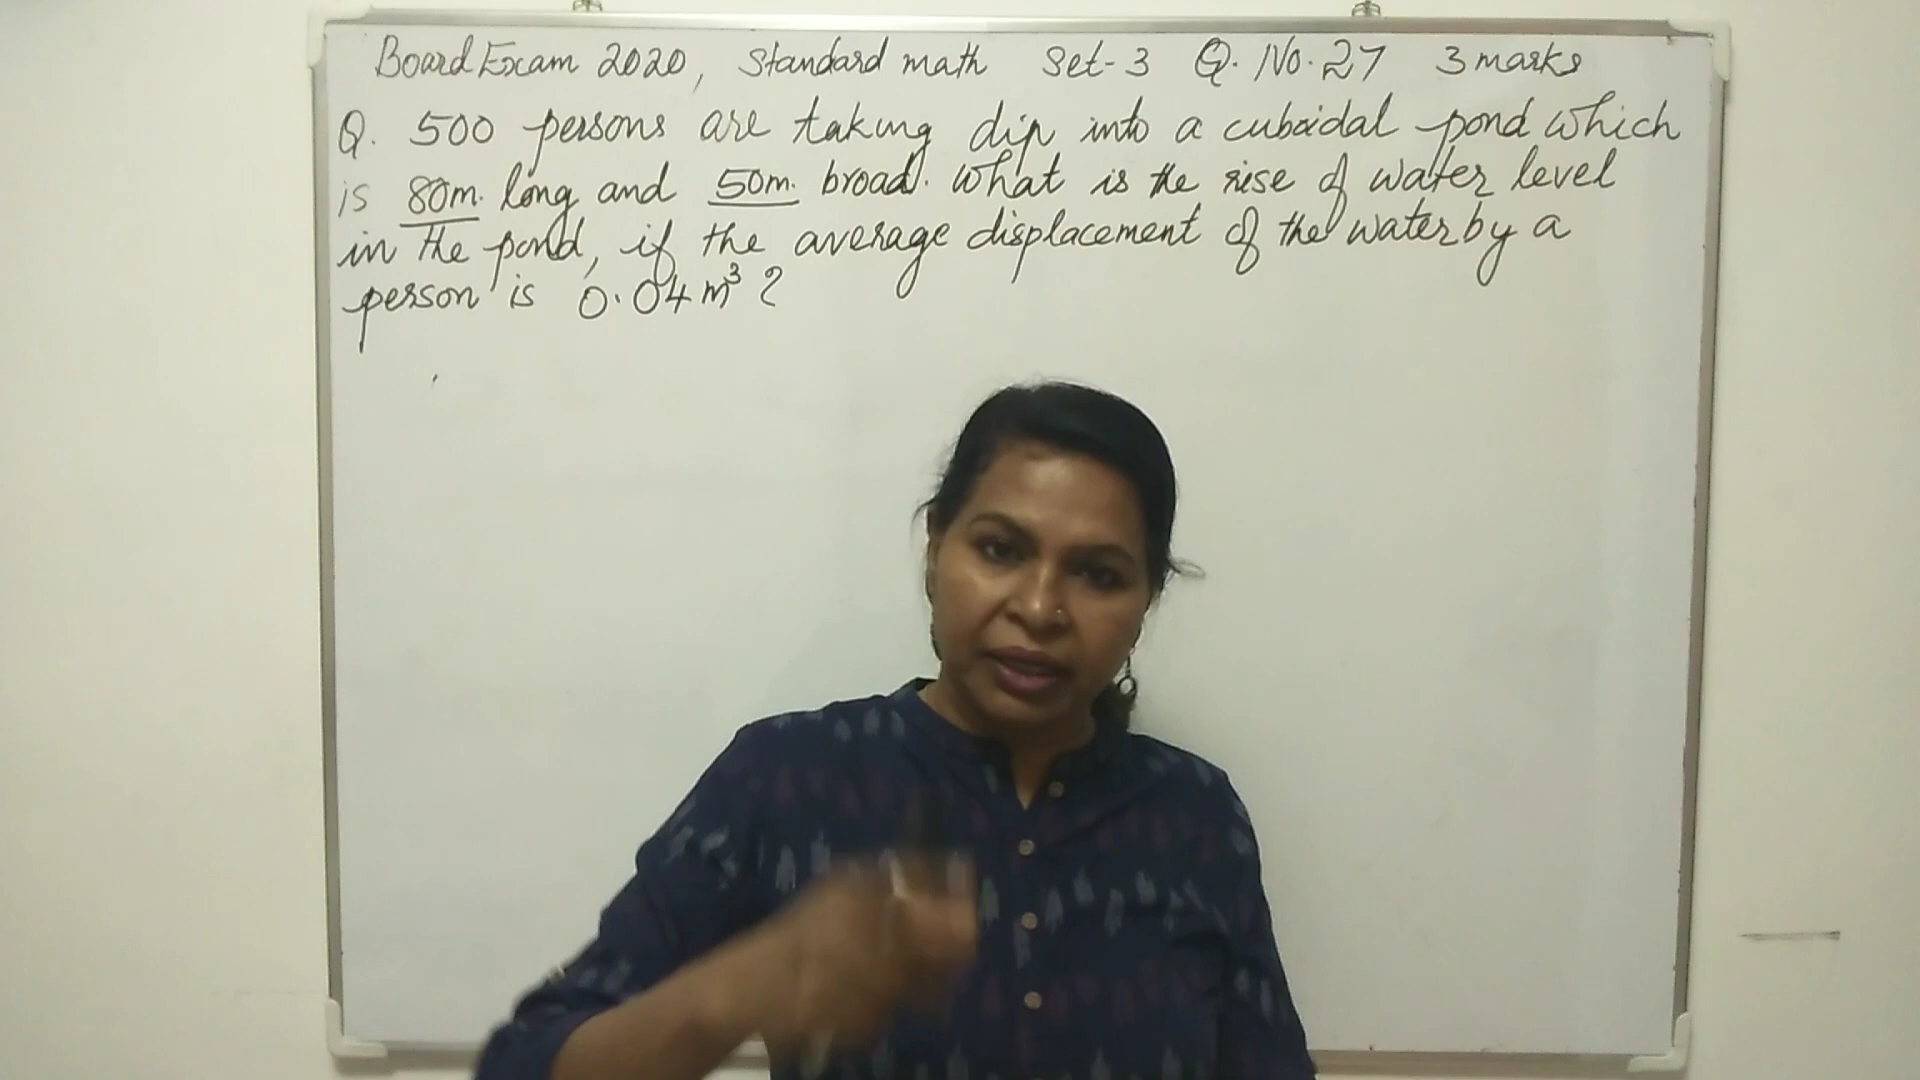 Board Exam 2020, Standard math Set-3 Q. No. 27 3 marks
Q. 500 persons are taking dip into a cuboidal pond which
is 80m. long and 50m. broad. What is the rise of water level
in the pond, if the average displacement of the water by a
person is 0.04 m³ ?